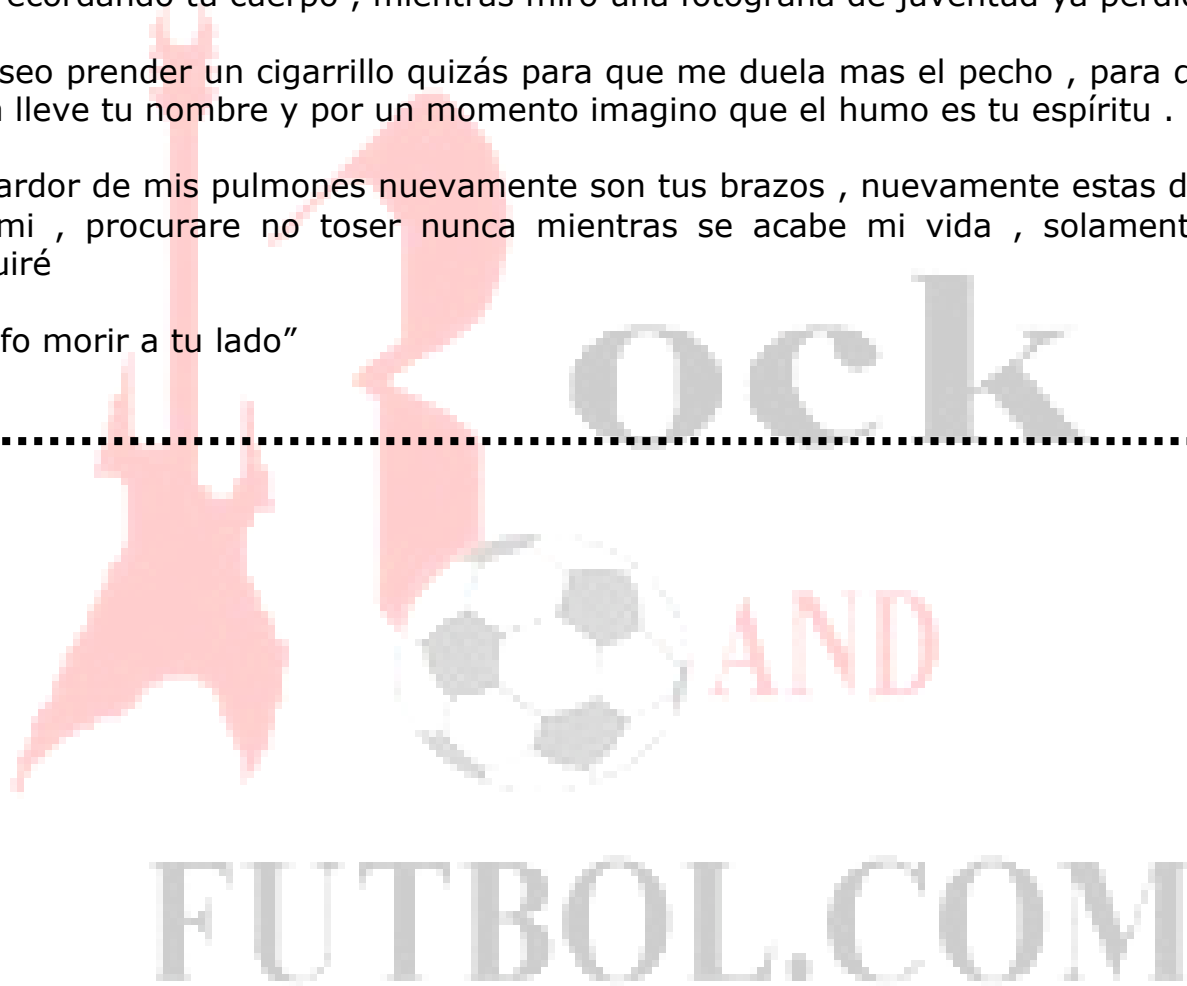 ecordando tu cuerpo , mientras miro una fotografía de juventud ya perdid
seo prender un cigarrillo quizás para que me duela mas el pecho , para
lleve tu nombre y por un momento imagino que el humo es tu espíritu .
ardor de mis pulmones nuevamente son tus brazos , nuevamente estas d
mi , procurare no toser nunca mientras se acabe mi vida , solament
uiré
fo morir a tu lado”
Rock
AND
FUTBOL.COM